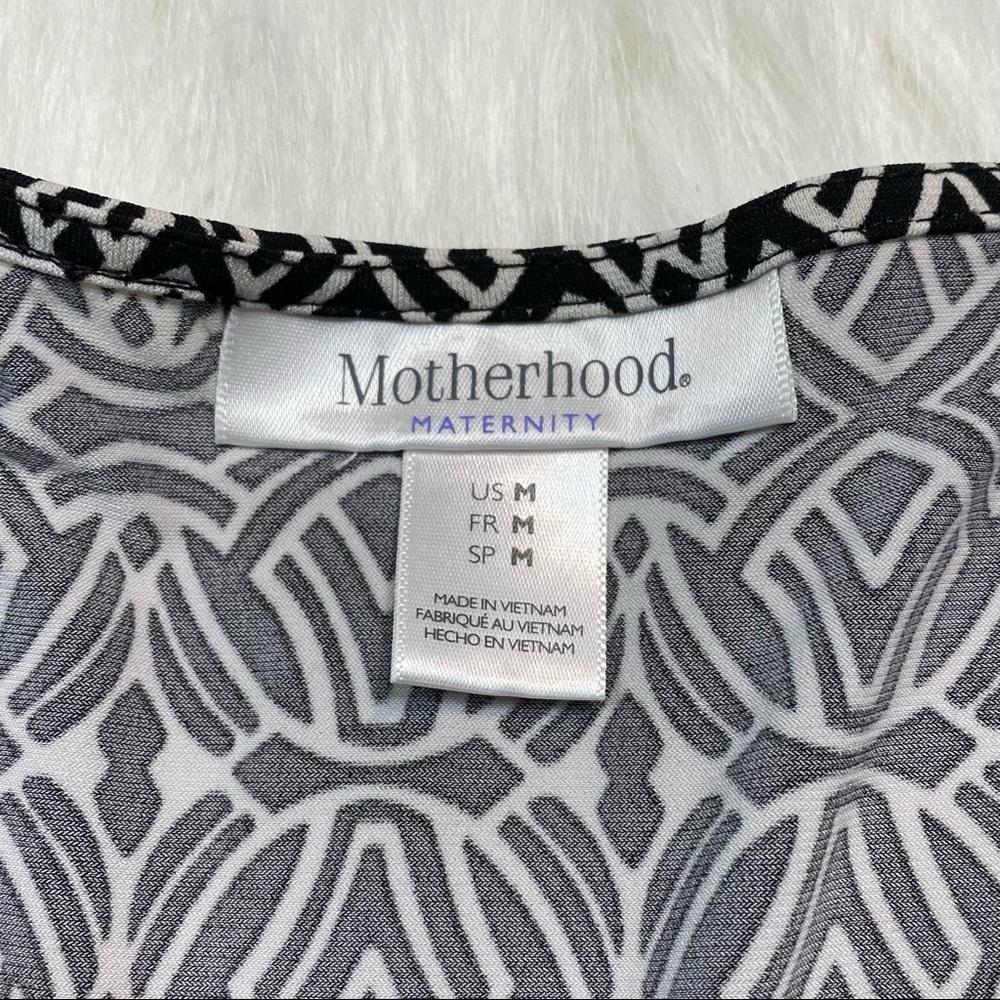 Motherhood®
MATERNITY
US M
FR M
SP M
MADE IN VIETNAM
FABRIQUÉ AU VIETNAM
HECHO EN VIETNAM